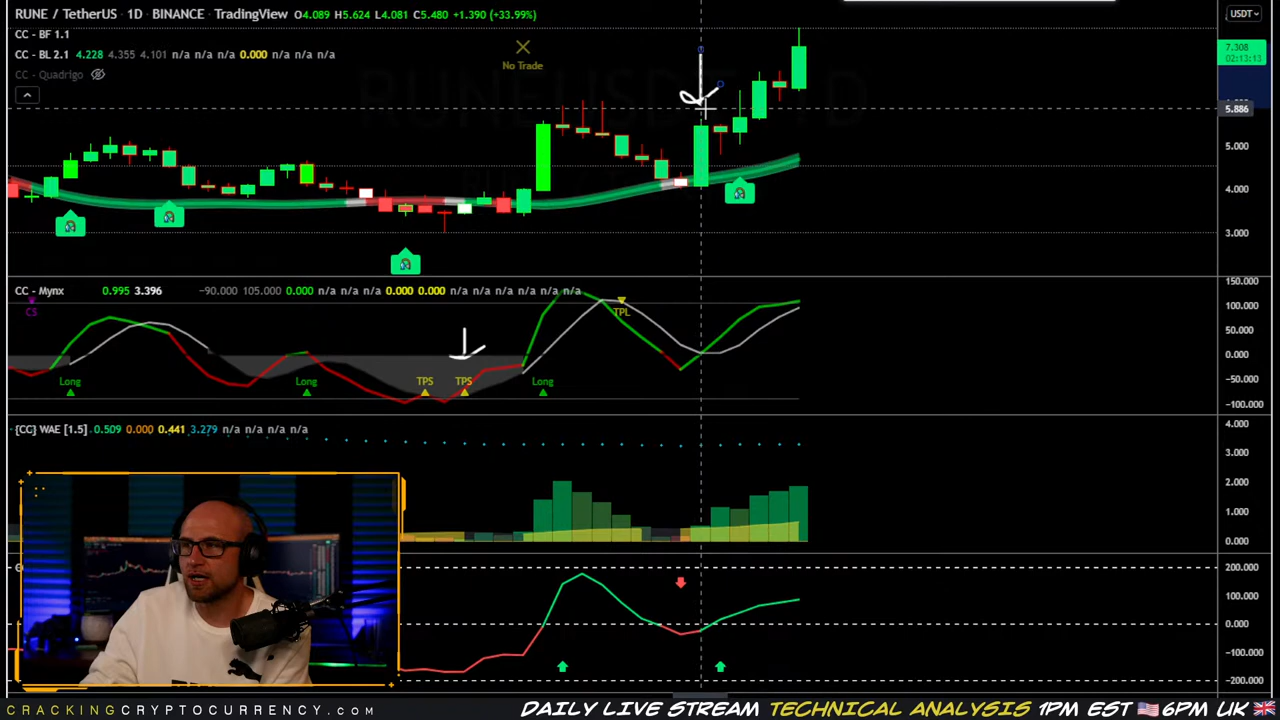 RUNE / TetherUS · 1D · BINANCE · TradingView O4.089 H5.624 L4.081 C5.480 +1.390 (+33.99%)
USDT
CC - BF 1.1
CC - BL 2.1 4.228 4.355 4.101 n/a n/a n/a 0.000 n/a n/a n/a
No Trade
CC - Quadrigo
7.308
02:13:13
5.886
5.000
4.000
3.000
CC - Mynx 0.995 3.396 −90.000 105.000 0.000 n/a n/a n/a 0.000 0.000 n/a n/a n/a n/a n/a n/a n/a
150.000
100.000
50.000
0.000
−50.000
−100.000
CS
TPL
Long
Long
TPS
TPS
Long
{CC} WAE [1.5] 0.509 0.000 0.441 3.279 n/a n/a n/a n/a
4.000
3.000
2.000
1.000
0.000
200.000
100.000
0.000
−100.000
−200.000
CRACKINGCRYPTOCURRENCY.com DAILY LIVE STREAM TECHNICAL ANALYSIS 1PM EST 6PM UK